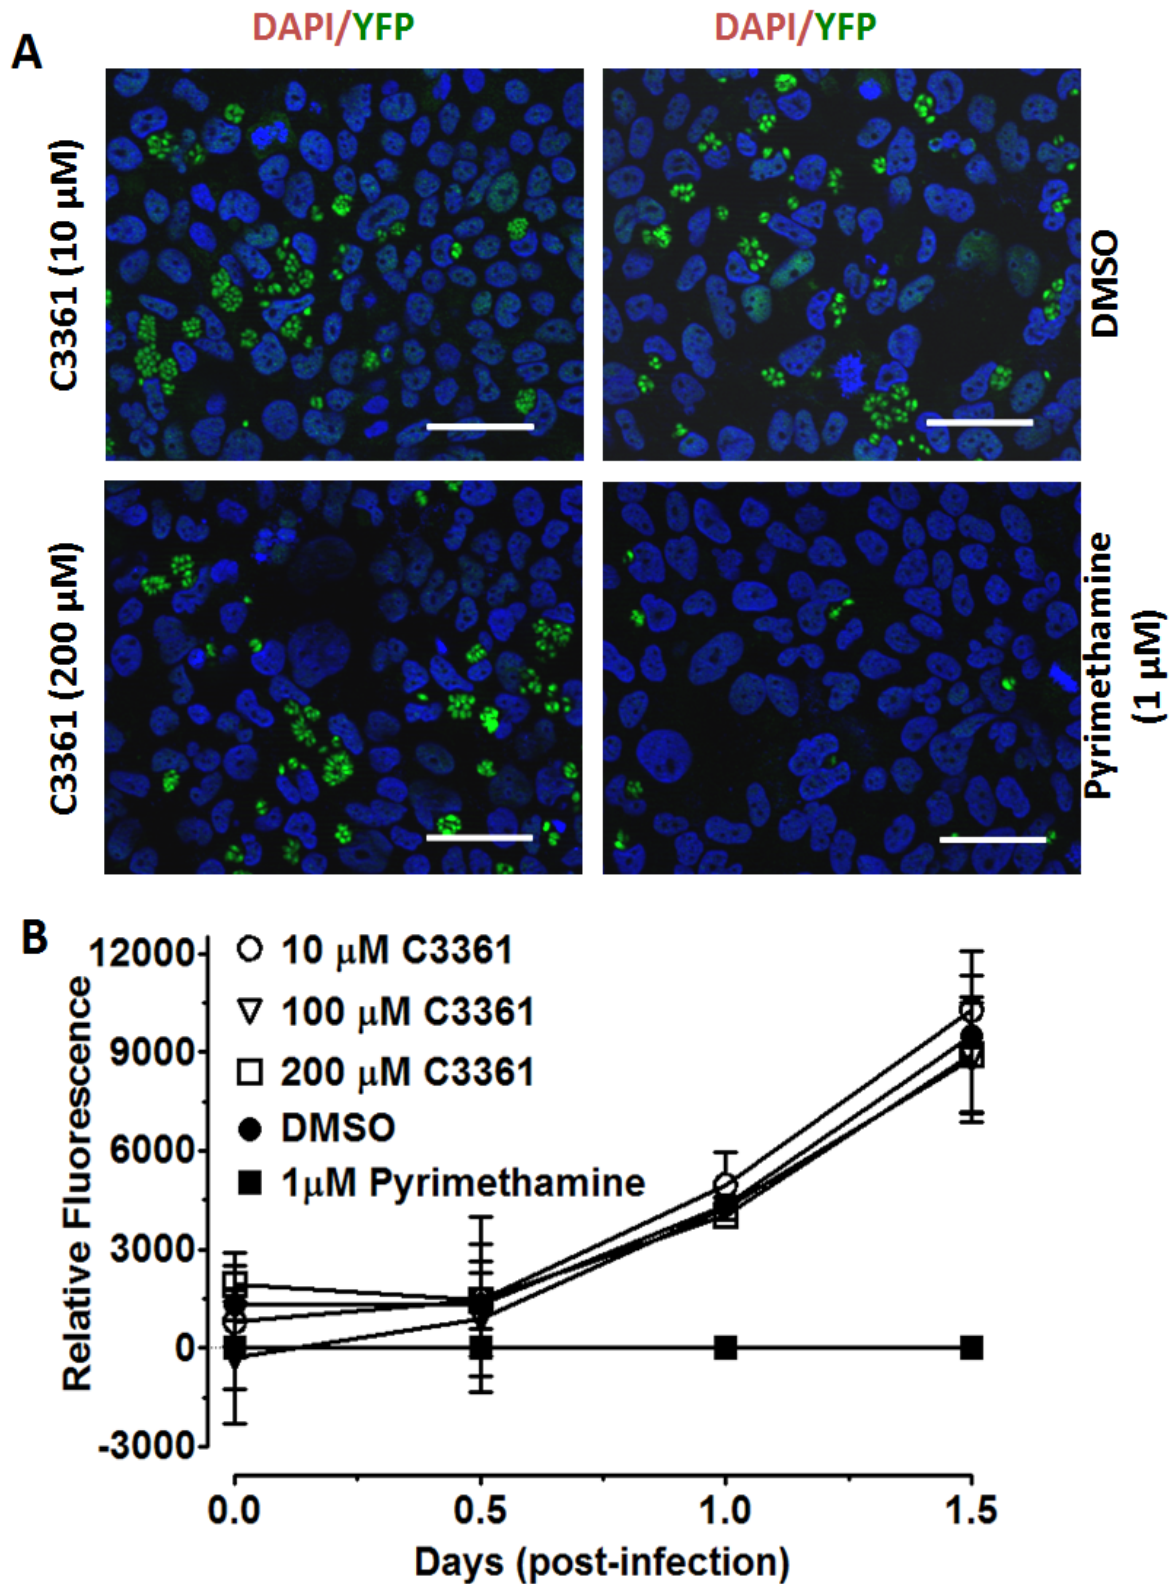 DAPI/YFP
DAPI/YFP
A
C3361 (10 µM)
DMSO
C3361 (200 µM)
Pyrimethamine
(1 µM)
B
12000
9000
6000
3000
0
-3000
Relative Fluorescence
10 µM C3361
100 µM C3361
200 µM C3361
DMSO
1µM Pyrimethamine
0.0
0.5
1.0
1.5
Days (post-infection)